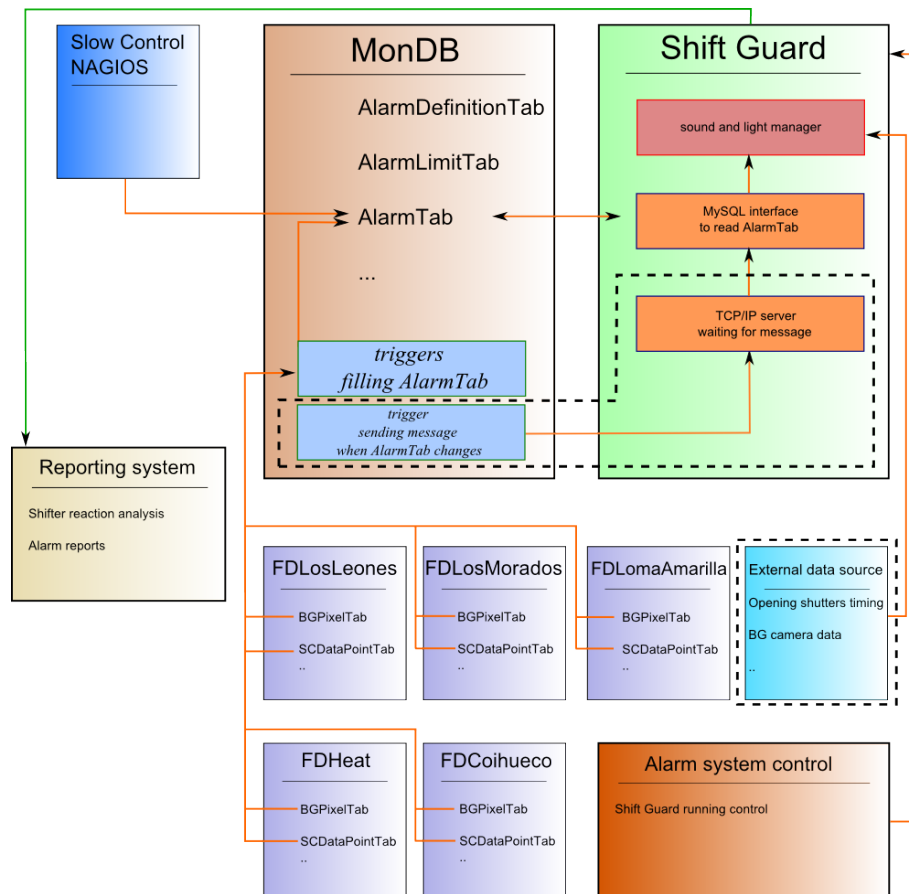 Slow Control
NAGIOS
MonDB
AlarmDefinitionTab
AlarmLimitTab
AlarmTab
...
triggers
filling AlarmTab
trigger
sending message
when AlarmTab changes
Shift Guard
sound and light manager
MySQL interface
to read AlarmTab
TCP/IP server
waiting for message
Reporting system
Shifter reaction analysis
Alarm reports
FDLosLeones
BGPixelTab
SCDataPointTab
..
FDLosMorados
BGPixelTab
SCDataPointTab
..
FDLomaAmarilla
BGPixelTab
SCDataPointTab
..
External data source
Opening shutters timing
BG camera data
..
FDHeat
BGPixelTab
SCDataPointTab
..
FDCoihueco
BGPixelTab
SCDataPointTab
..
Alarm system control
Shift Guard running control